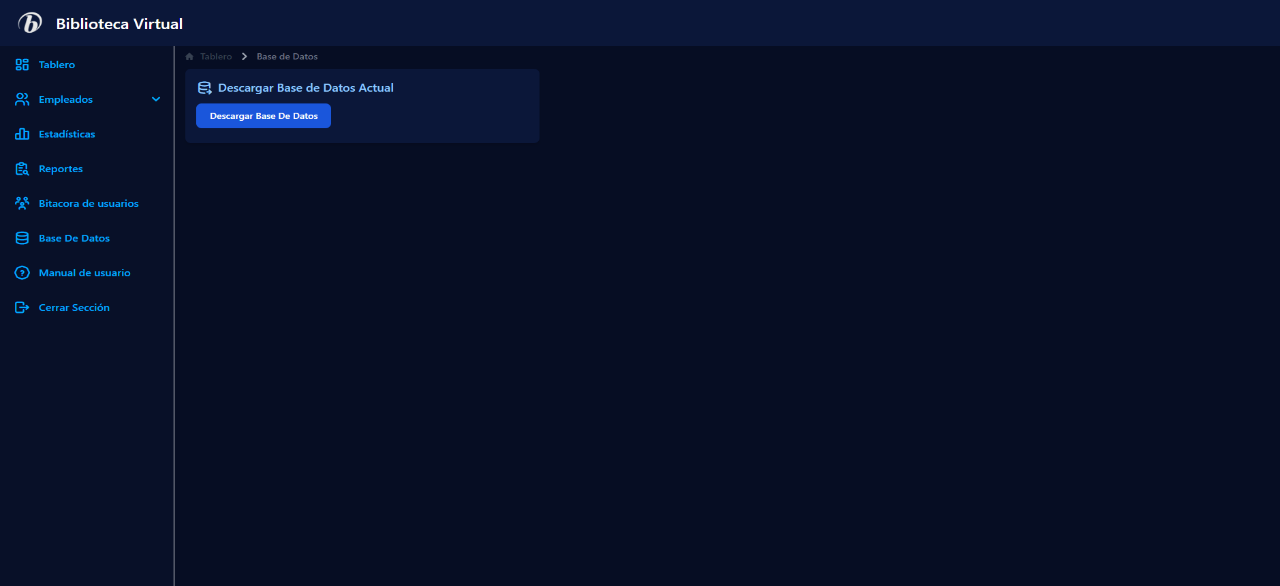 b Biblioteca Virtual
Tablero
Empleados
Estadísticas
Reportes
Bitacora de usuarios
Base De Datos
Manual de usuario
Cerrar Sección
Tablero > Base de Datos
Descargar Base de Datos Actual
Descargar Base De Datos